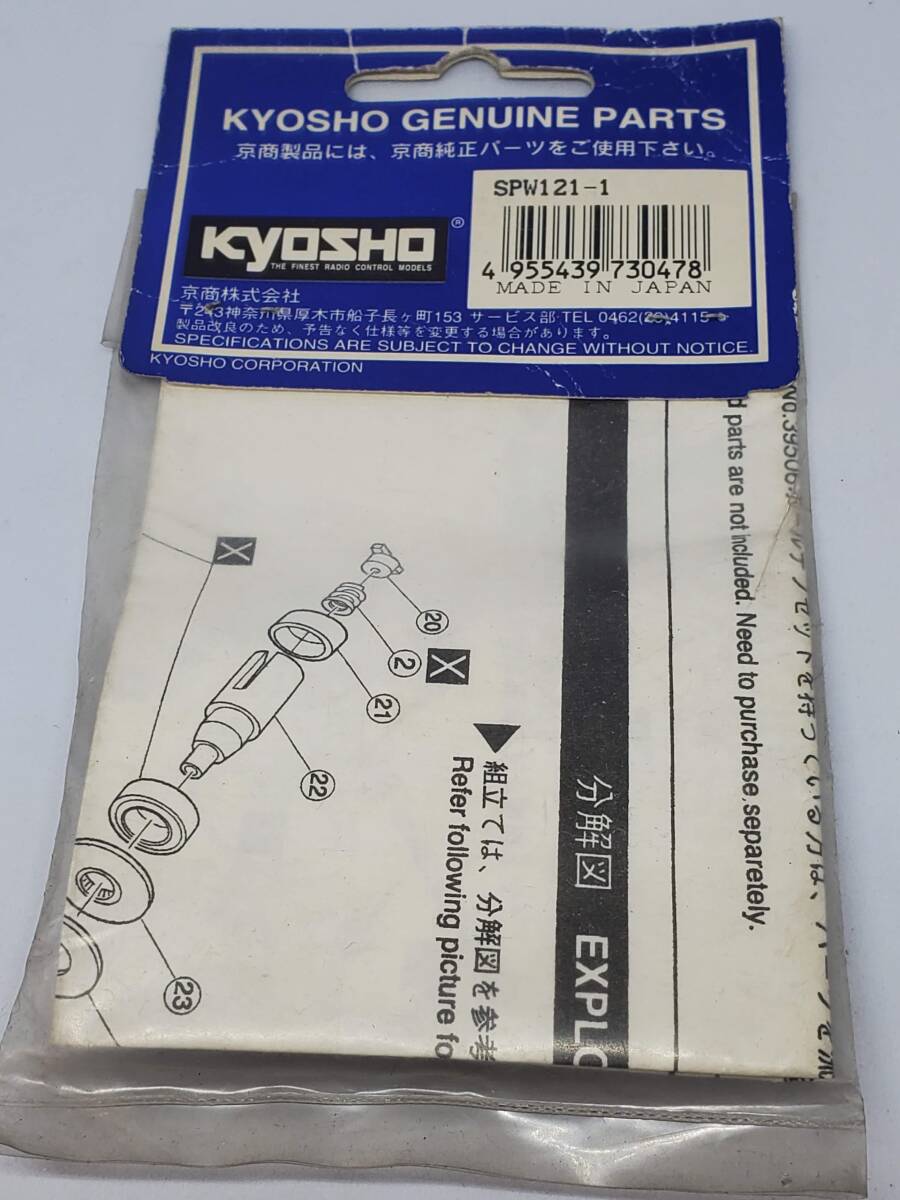 KYOSHO GENUINE PARTS
京商製品には、京商純正パーツをご使用下さい。
SPW121-1
KYOSHO ®
THE FINEST RADIO CONTROL MODELS
4 955439 730478
MADE IN JAPAN
京商株式会社
〒243神奈川県厚木市船子長ヶ町153 サービス部 TEL 0462(29)4115
製品改良のため、予告なく仕様等を変更する場合があります。
SPECIFICATIONS ARE SUBJECT TO CHANGE WITHOUT NOTICE.
KYOSHO CORPORATION
parts are not included. Need to purchase separetely.
分解図 EXPLO
組立ては、分解図を参考
Refer following picture fo
X
20
2
X
21
22
23